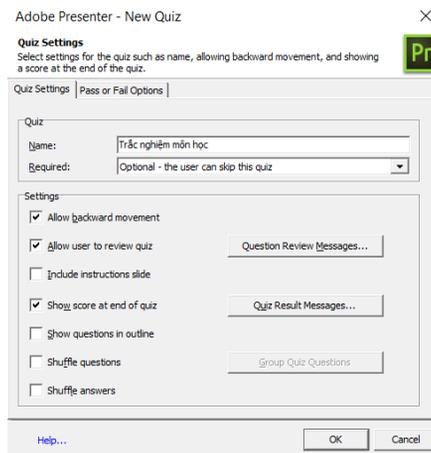 Adobe Presenter - New Quiz
Quiz Settings
Select settings for the quiz such as name, allowing backward movement, and showing
a score at the end of the quiz.
Pr
Quiz Settings Pass or Fail Options
Quiz
Name: Trắc nghiệm môn học
Required: Optional - the user can skip this quiz
Settings
Allow backward movement
Allow user to review quiz Question Review Messages...
Include instructions slide
Show score at end of quiz Quiz Result Messages...
Show questions in outline
Shuffle questions Group Quiz Questions
Shuffle answers
Help... OK Cancel